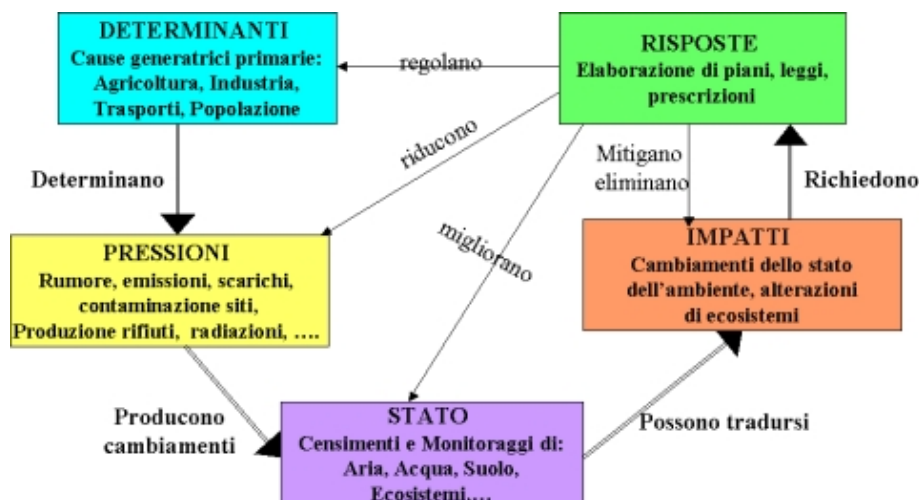 DETERMINANTI
Cause generatrici primarie:
Agricoltura, Industria,
Trasporti, Popolazione
regolano
RISPOSTE
Elaborazione di piani, leggi,
prescrizioni
Determinano
riducono
Mitigano
eliminano
Richiedono
migliorano
PRESSIONI
Rumore, emissioni, scarichi,
contaminazione siti,
Produzione rifiuti, radiazioni, ....
IMPATTI
Cambiamenti dello stato
dell'ambiente, alterazioni
di ecosistemi
Producono
cambiamenti
STATO
Censimenti e Monitoraggi di:
Aria, Acqua, Suolo,
Ecosistemi,...
Possono tradursi